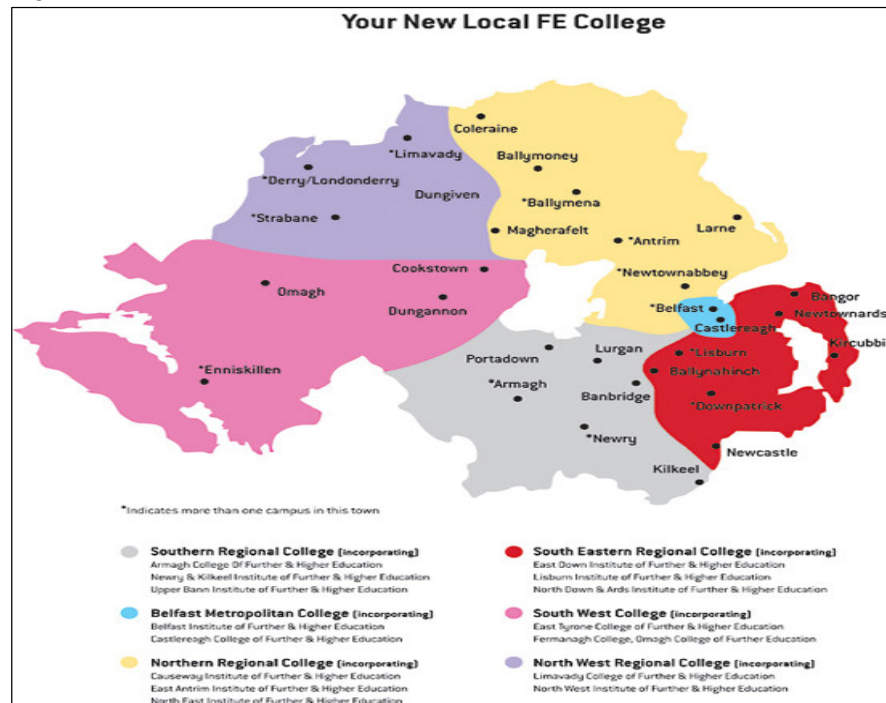 Your New Local FE College
Coleraine
*Limavady
Ballymoney
*Derry/Londonderry
Dungiven
*Ballymena
*Strabane
Magherafelt
Larne
*Antrim
Cookstown
*Newtownabbey
Omagh
Bangor
Dungannon
*Belfast
Newtownards
Castlereagh
Kircubbi
Portadown
Lurgan
*Lisburn
*Enniskillen
Ballynahinch
*Armagh
Banbridge
*Downpatrick
*Newry
Newcastle
Kilkeel
*Indicates more than one campus in this town
Southern Regional College [incorporating]
Armagh College Of Further & Higher Education
Newry & Kilkeel Institute of Further & Higher Education
Upper Bann Institute of Further & Higher Education
Belfast Metropolitan College [incorporating]
Belfast Institute of Further & Higher Education
Castlereagh College of Further & Higher Education
Northern Regional College [incorporating]
Causeway Institute of Further & Higher Education
East Antrim Institute of Further & Higher Education
North East Institute of Further & Higher Education
South Eastern Regional College [incorporating]
East Down Institute of Further & Higher Education
Lisburn Institute of Further & Higher Education
North Down & Ards Institute of Further & Higher Education
South West College [incorporating]
East Tyrone College of Further & Higher Education
Fermanagh College, Omagh College of Further Education
North West Regional College [incorporating]
Limavady College of Further & Higher Education
North West Institute of Further & Higher Education